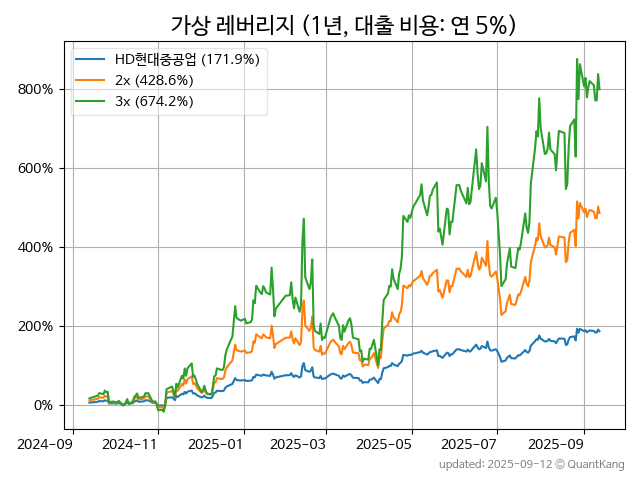 가상 레버리지 (1년, 대출 비용: 연 5%)
HD현대중공업 (171.9%)
2x (428.6%)
3x (674.2%)
800%
600%
400%
200%
0%
2024-09 2024-11 2025-01 2025-03 2025-05 2025-07 2025-09
updated: 2025-09-12 © QuantKang